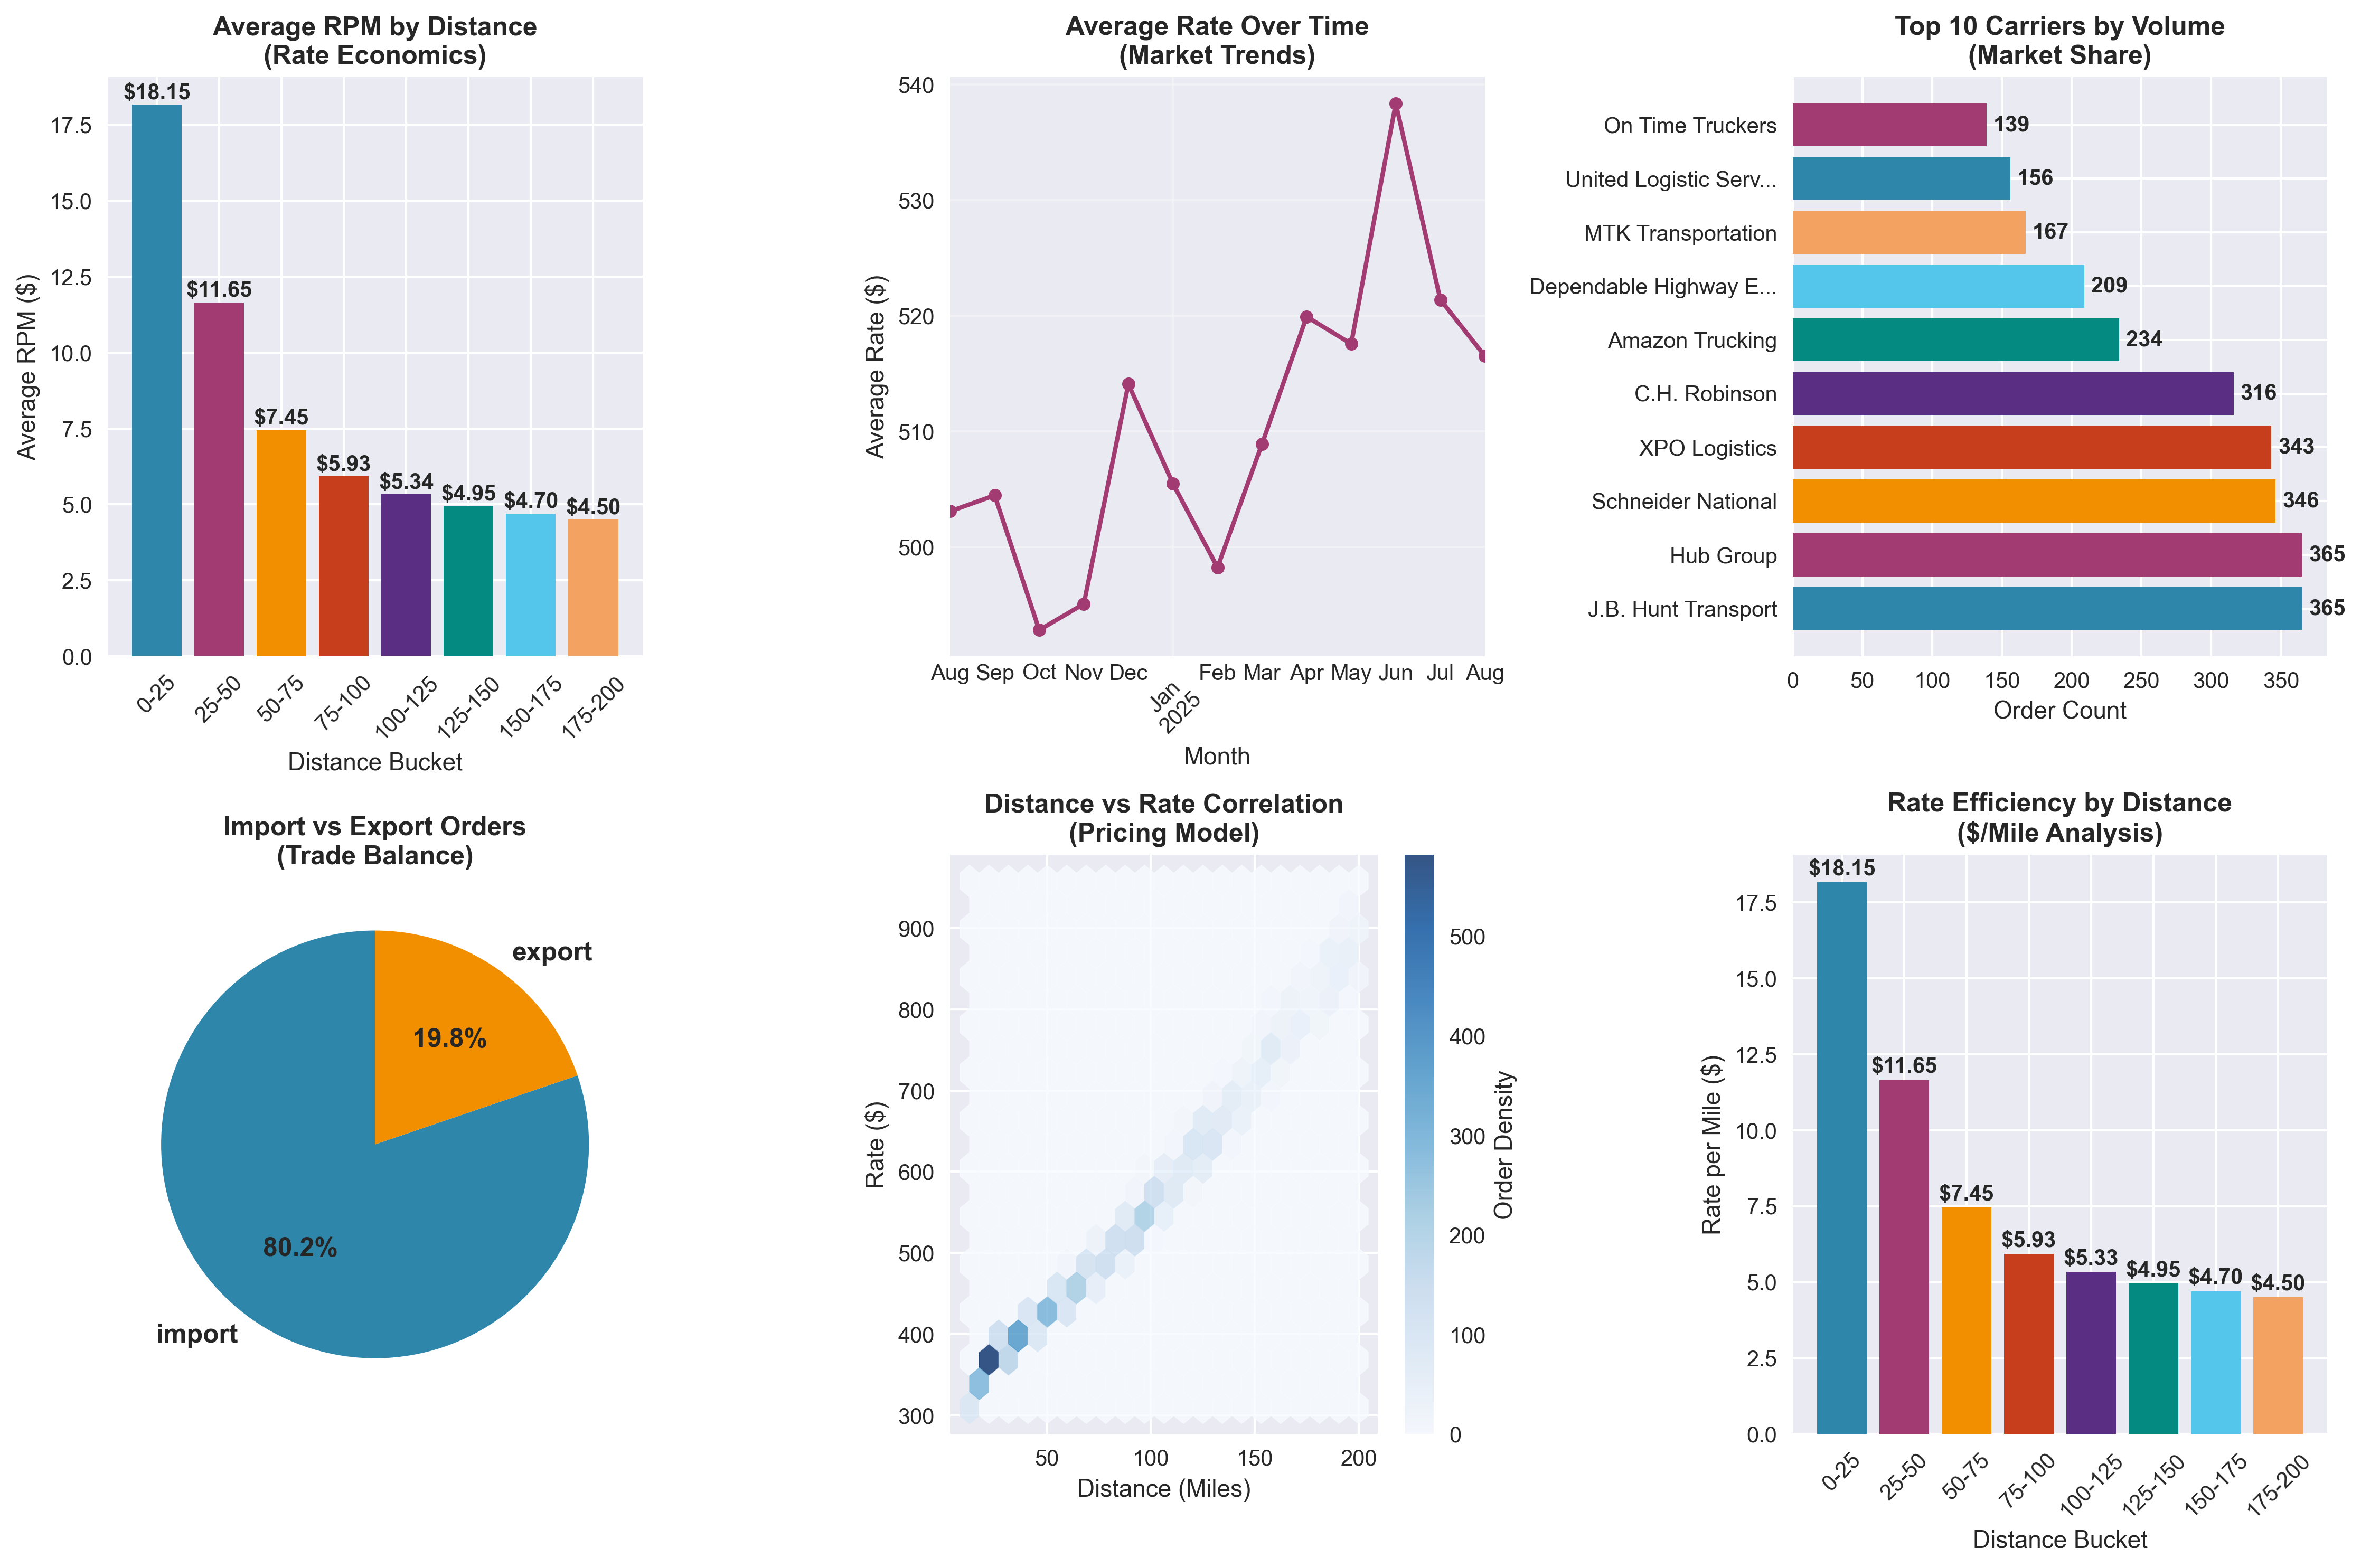 Average RPM by Distance
(Rate Economics)
Average RPM ($)
17.5
15.0
12.5
10.0
7.5
5.0
2.5
0.0
$18.15
$11.65
$7.45
$5.93
$5.34
$4.95
$4.70
$4.50
0-25
25-50
50-75
75-100
100-125
125-150
150-175
175-200
Distance Bucket
Average Rate Over Time
(Market Trends)
Average Rate ($)
540
530
520
510
500
Aug Sep Oct Nov Dec Jan Feb Mar Apr May Jun Jul Aug
2025
Month
Top 10 Carriers by Volume
(Market Share)
On Time Truckers 139
United Logistic Serv... 156
MTK Transportation 167
Dependable Highway E... 209
Amazon Trucking 234
C.H. Robinson 316
XPO Logistics 343
Schneider National 346
Hub Group 365
J.B. Hunt Transport 365
0 50 100 150 200 250 300 350
Order Count
Import vs Export Orders
(Trade Balance)
export
19.8%
80.2%
import
Distance vs Rate Correlation
(Pricing Model)
Rate ($)
900
800
700
600
500
400
300
50 100 150 200
Distance (Miles)
500
400
300
200
100
0
Order Density
Rate Efficiency by Distance
($/Mile Analysis)
Rate per Mile ($)
17.5
15.0
12.5
10.0
7.5
5.0
2.5
0.0
$18.15
$11.65
$7.45
$5.93
$5.33
$4.95
$4.70
$4.50
0-25
25-50
50-75
75-100
100-125
125-150
150-175
175-200
Distance Bucket